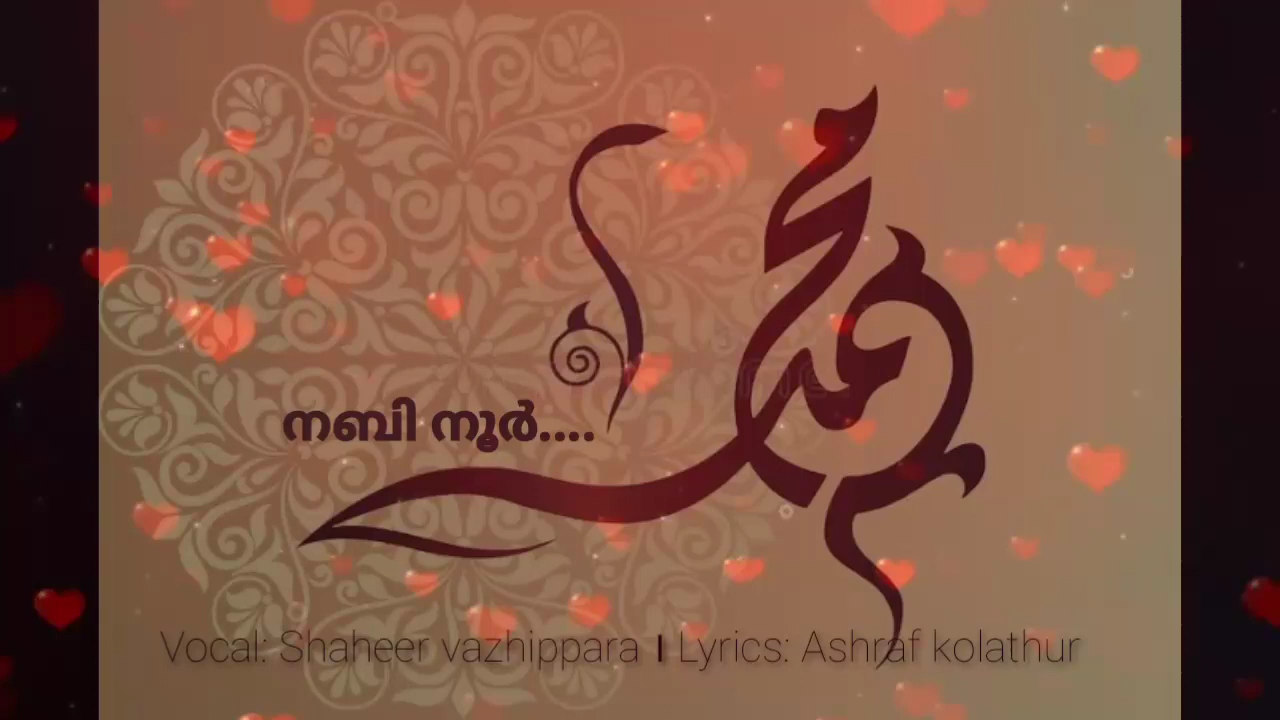 محمد
നബി നൂർ....
Vocal: Shaheer vazhippara I Lyrics: Ashraf kolathur